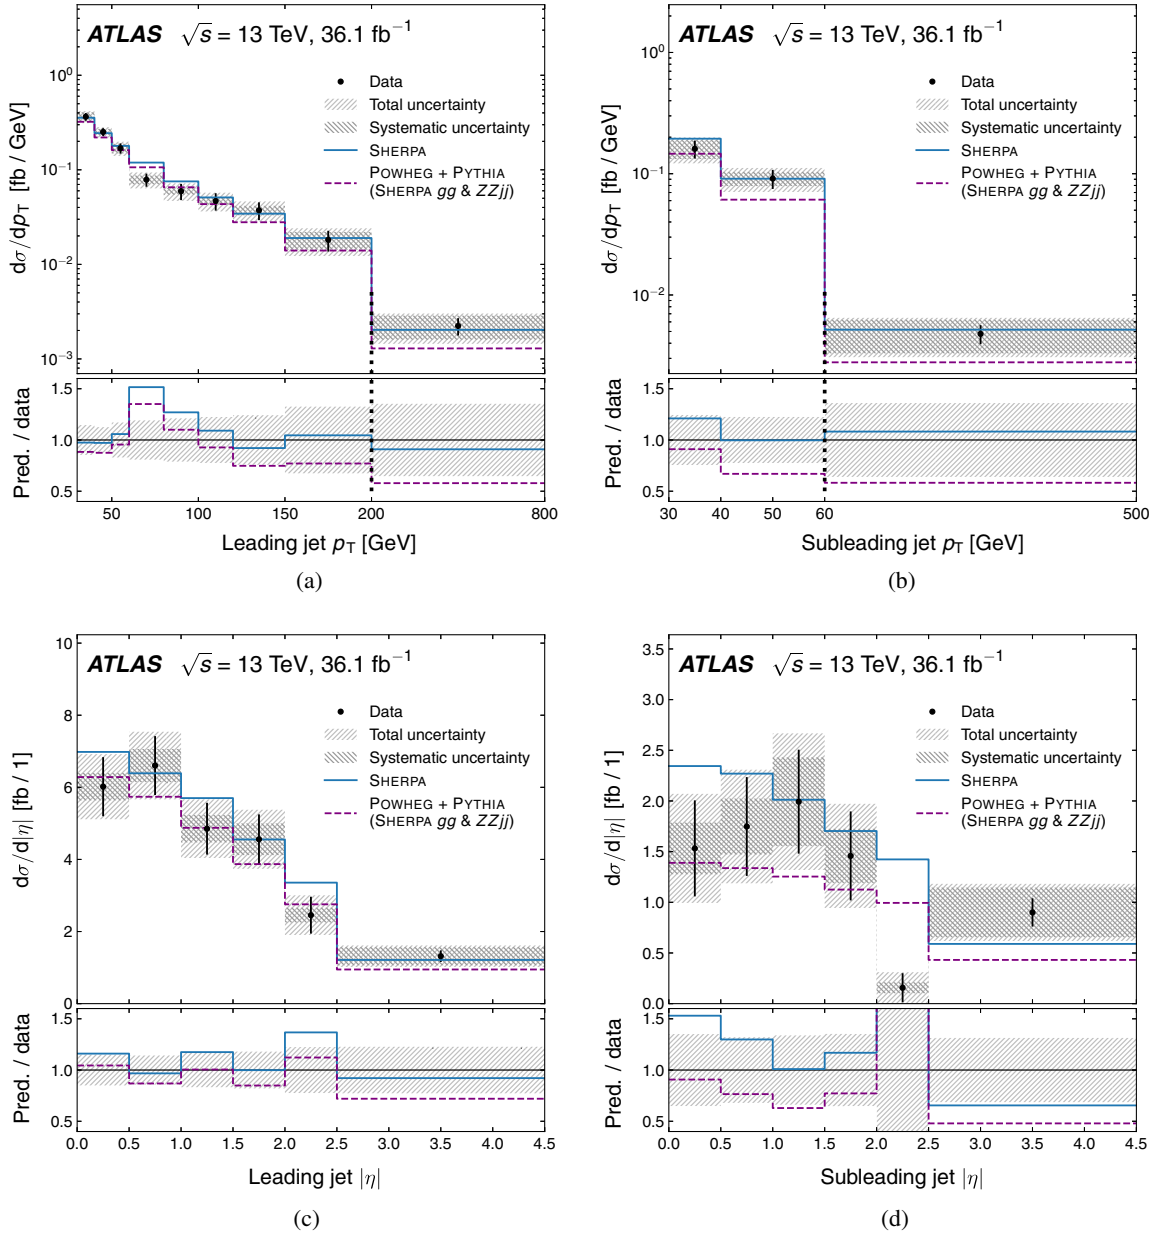 ATLAS √s = 13 TeV, 36.1 fb⁻¹
Data
Total uncertainty
Systematic uncertainty
SHERPA
POWHEG + PYTHIA
(SHERPA gg & ZZjj)
dσ/dp_T [fb / GeV]
10⁰
10⁻¹
10⁻²
10⁻³
Pred. / data
1.5
1.0
0.5
50 100 150 200 800
Leading jet p_T [GeV]
(a)
ATLAS √s = 13 TeV, 36.1 fb⁻¹
Data
Total uncertainty
Systematic uncertainty
SHERPA
POWHEG + PYTHIA
(SHERPA gg & ZZjj)
dσ/dp_T [fb/GeV]
10⁰
10⁻¹
10⁻²
Pred. / data
1.5
1.0
0.5
30 40 50 60 500
Subleading jet p_T [GeV]
(b)
ATLAS √s = 13 TeV, 36.1 fb⁻¹
Data
Total uncertainty
Systematic uncertainty
SHERPA
POWHEG + PYTHIA
(SHERPA gg & ZZjj)
dσ/d|η| [fb / 1]
10
8
6
4
2
0
Pred. / data
1.5
1.0
0.5
0.0 0.5 1.0 1.5 2.0 2.5 3.0 3.5 4.0 4.5
Leading jet |η|
(c)
ATLAS √s = 13 TeV, 36.1 fb⁻¹
Data
Total uncertainty
Systematic uncertainty
SHERPA
POWHEG + PYTHIA
(SHERPA gg & ZZjj)
dσ/d|η| [fb / 1]
3.5
3.0
2.5
2.0
1.5
1.0
0.5
0.0
Pred. / data
1.5
1.0
0.5
0.0 0.5 1.0 1.5 2.0 2.5 3.0 3.5 4.0 4.5
Subleading jet |η|
(d)